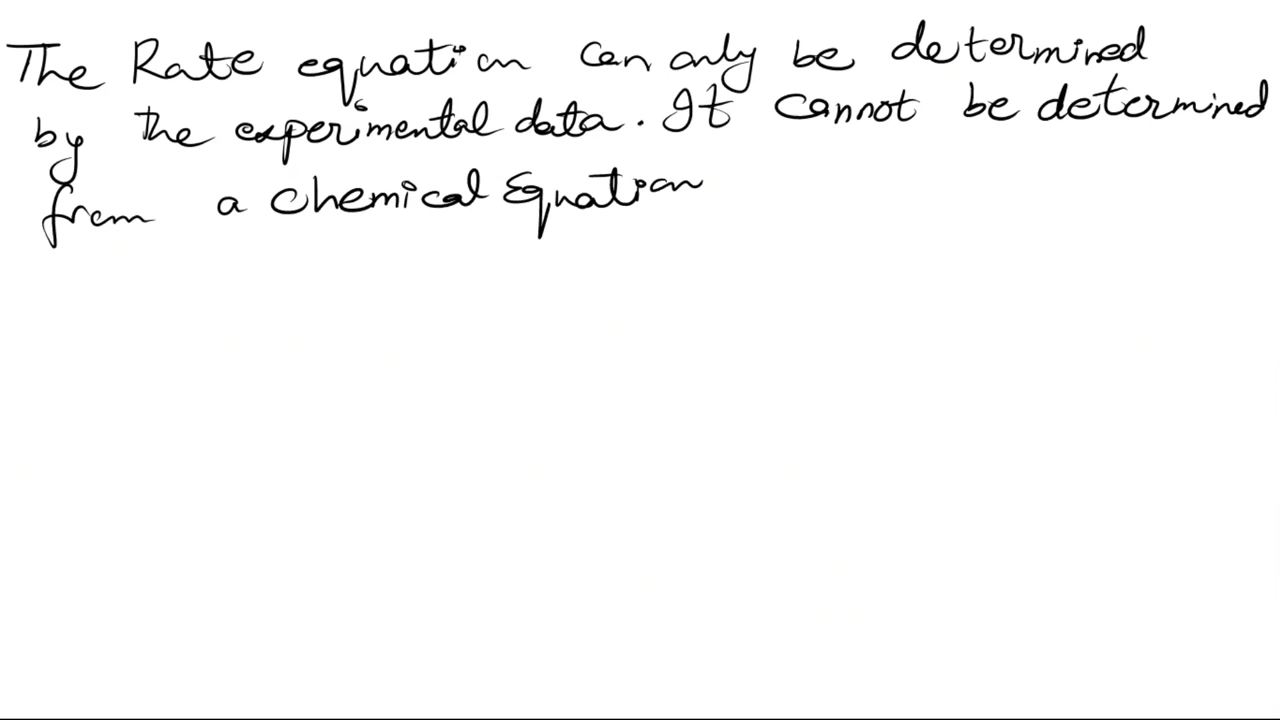 The Rate equation can only be determined
by the experimental data. It cannot be determined
from a Chemical Equation